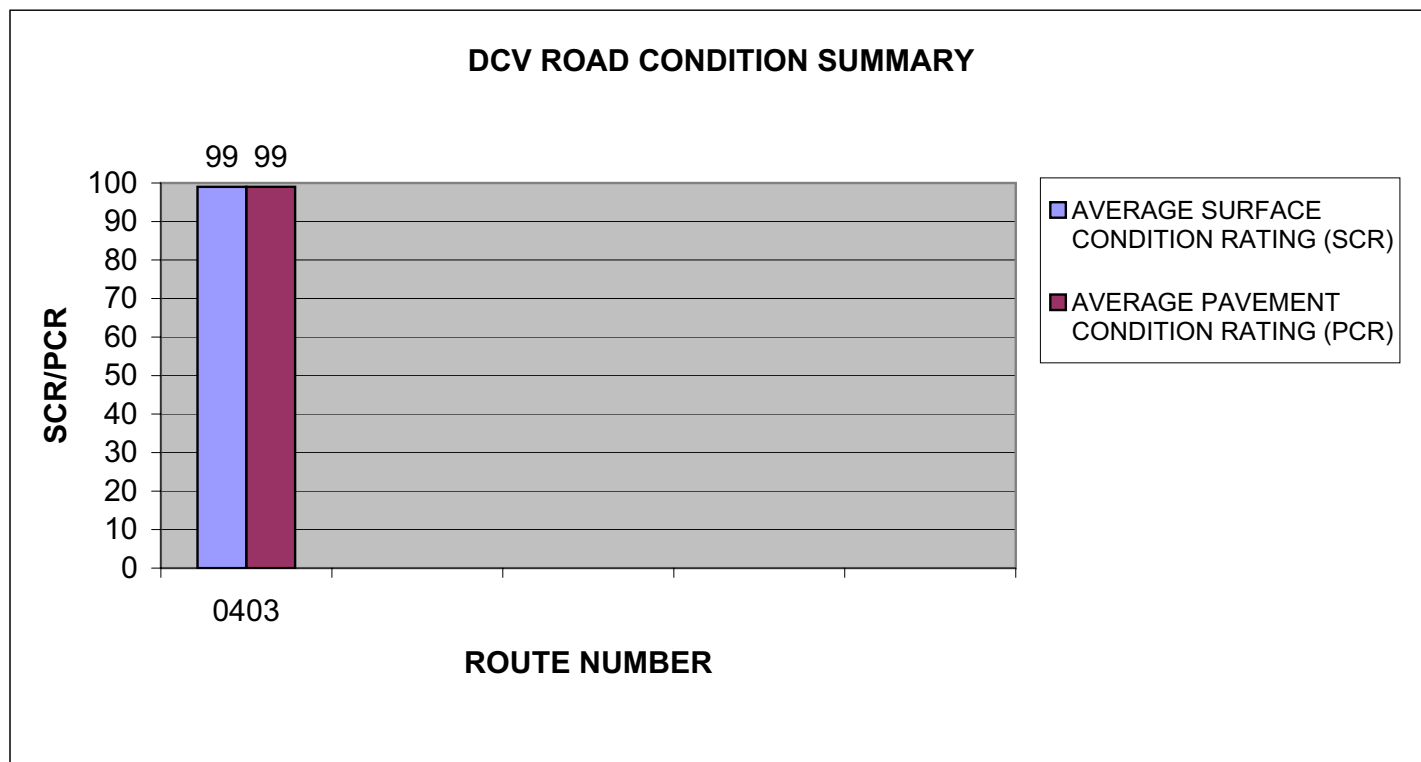 DCV ROAD CONDITION SUMMARY
99 99
100
90
80
70
60
50
40
30
20
10
0
SCR/PCR
0403
ROUTE NUMBER
AVERAGE SURFACE
CONDITION RATING (SCR)
AVERAGE PAVEMENT
CONDITION RATING (PCR)